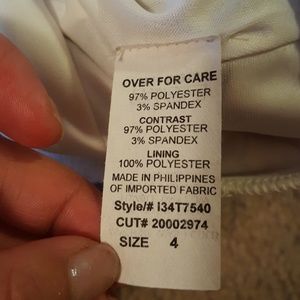 OVER FOR CARE
97% POLYESTER
3% SPANDEX
CONTRAST
97% POLYESTER
3% SPANDEX
LINING
100% POLYESTER
MADE IN PHILIPPINES
OF IMPORTED FABRIC
Style/# I34T7540
CUT# 20002974
SIZE 4